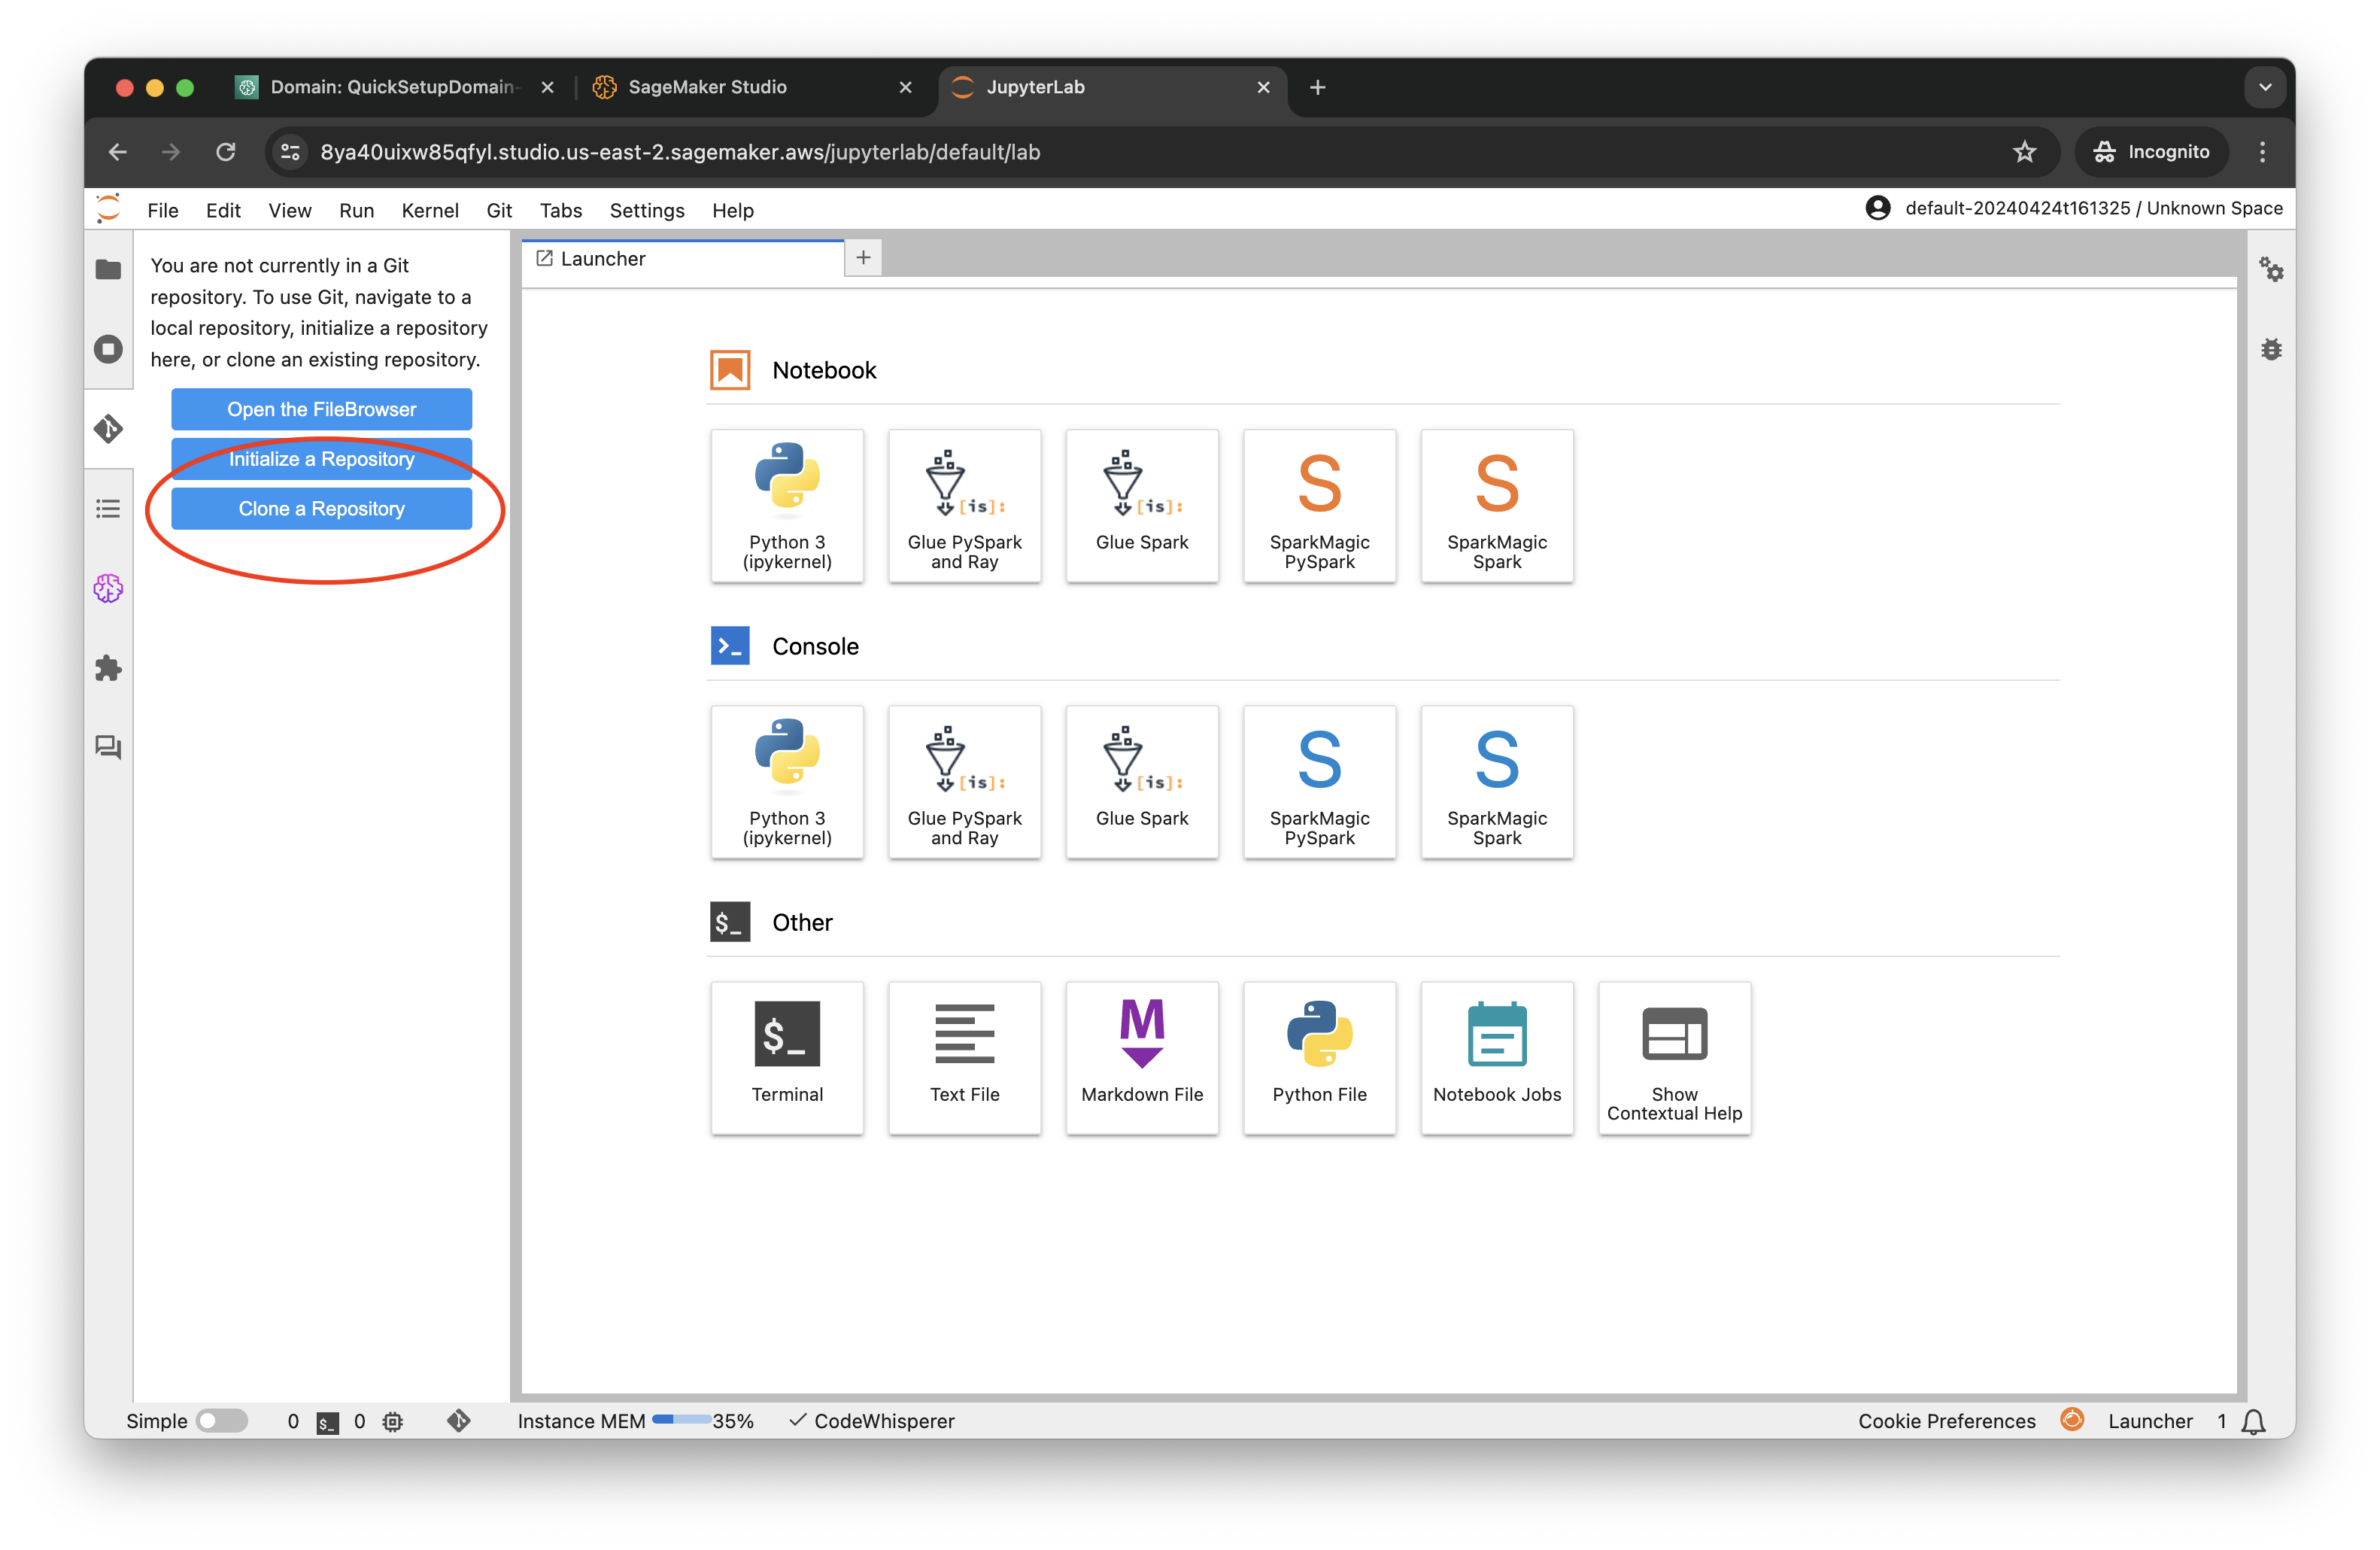 Domain: QuickSetupDomain-
SageMaker Studio
JupyterLab
8ya40uixw85qfyl.studio.us-east-2.sagemaker.aws/jupyterlab/default/lab
Incognito
File Edit View Run Kernel Git Tabs Settings Help
default-20240424t161325 / Unknown Space
You are not currently in a Git
repository. To use Git, navigate to a
local repository, initialize a repository
here, or clone an existing repository.
Open the FileBrowser
Initialize a Repository
Clone a Repository
Launcher
Notebook
Python 3
(ipykernel)
[is]:
Glue PySpark
and Ray
[is]:
Glue Spark
S
SparkMagic
PySpark
S
SparkMagic
Spark
Console
Python 3
(ipykernel)
[is]:
Glue PySpark
and Ray
[is]:
Glue Spark
S
SparkMagic
PySpark
S
SparkMagic
Spark
$_
Other
$_
Terminal
Text File
M
Markdown File
Python File
Notebook Jobs
Show
Contextual Help
Simple 0 $_ 0 Instance MEM 35% CodeWhisperer
Cookie Preferences Launcher 1